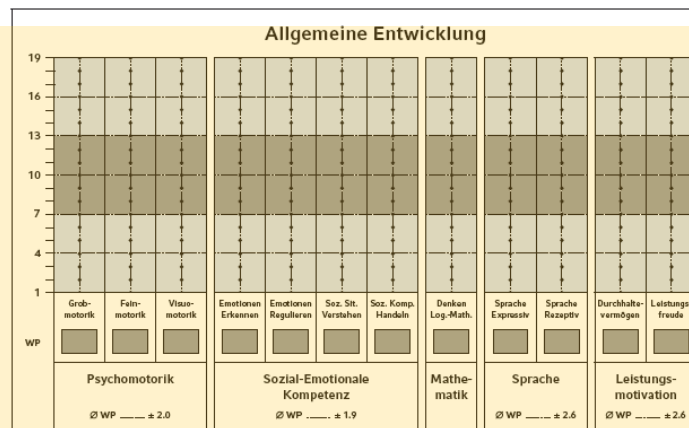 Allgemeine Entwicklung
19
16
13
10
7
4
1
Grob-
motorik
Fein-
motorik
Visuo-
motorik
Emotionen
Erkennen
Emotionen
Regulieren
Soz. Sit.
Verstehen
Soz. Komp.
Handeln
Denken
Log.-Math.
Sprache
Expressiv
Sprache
Rezeptiv
Durchhalte-
vermögen
Leistungs-
freude
WP
Psychomotorik
Ø WP ____ ± 2.0
Sozial-Emotionale
Kompetenz
Ø WP ____ ± 1.9
Mathe-
matik
Sprache
Ø WP ____ ± 2.6
Leistungs-
motivation
Ø WP ____ ± 2.6